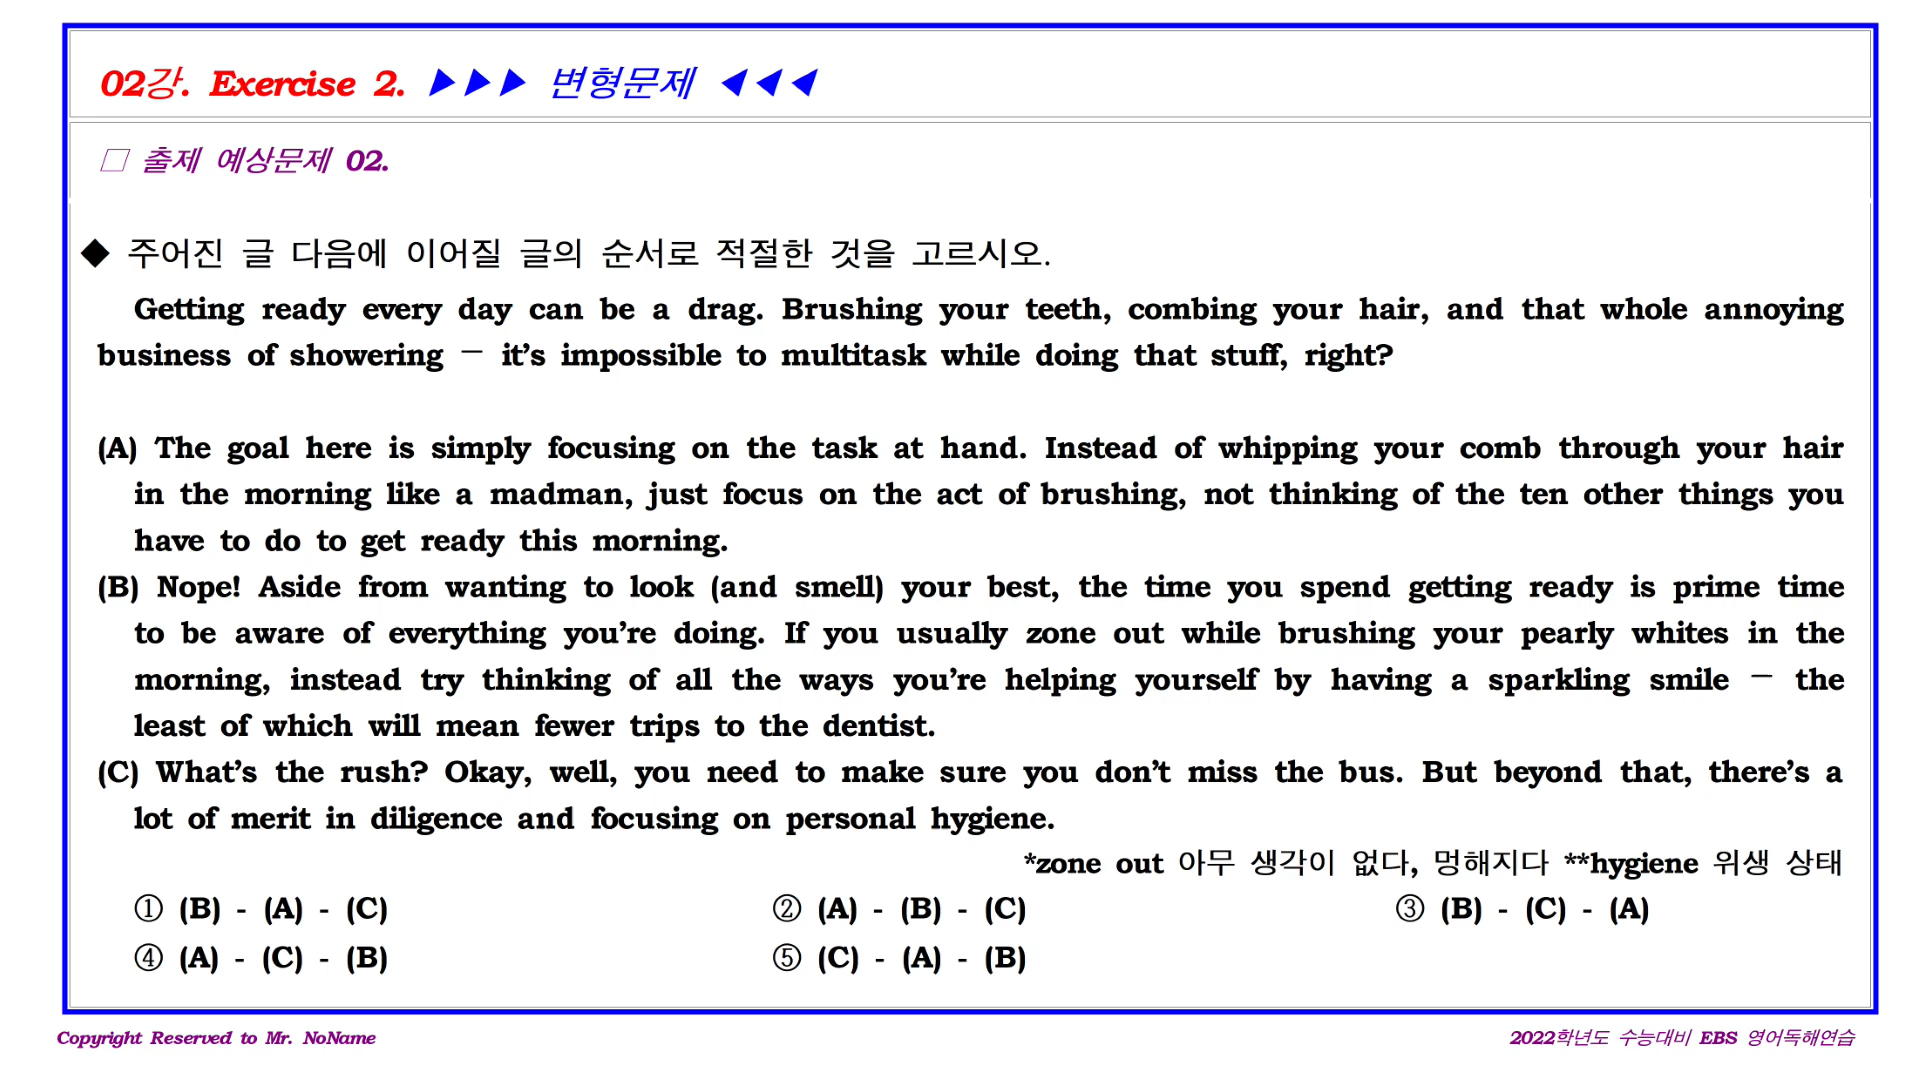 02강. Exercise 2. ▶▶▶ 변형문제 ◀◀◀
□ 출제 예상문제 02.
◆ 주어진 글 다음에 이어질 글의 순서로 적절한 것을 고르시오.
Getting ready every day can be a drag. Brushing your teeth, combing your hair, and that whole annoying
business of showering — it's impossible to multitask while doing that stuff, right?
(A) The goal here is simply focusing on the task at hand. Instead of whipping your comb through your hair
in the morning like a madman, just focus on the act of brushing, not thinking of the ten other things you
have to do to get ready this morning.
(B) Nope! Aside from wanting to look (and smell) your best, the time you spend getting ready is prime time
to be aware of everything you're doing. If you usually zone out while brushing your pearly whites in the
morning, instead try thinking of all the ways you're helping yourself by having a sparkling smile — the
least of which will mean fewer trips to the dentist.
(C) What's the rush? Okay, well, you need to make sure you don't miss the bus. But beyond that, there's a
lot of merit in diligence and focusing on personal hygiene.
*zone out 아무 생각이 없다, 멍해지다 **hygiene 위생 상태
① (B) - (A) - (C) ② (A) - (B) - (C) ③ (B) - (C) - (A)
④ (A) - (C) - (B) ⑤ (C) - (A) - (B)
Copyright Reserved to Mr. NoName 2022학년도 수능대비 EBS 영어독해연습